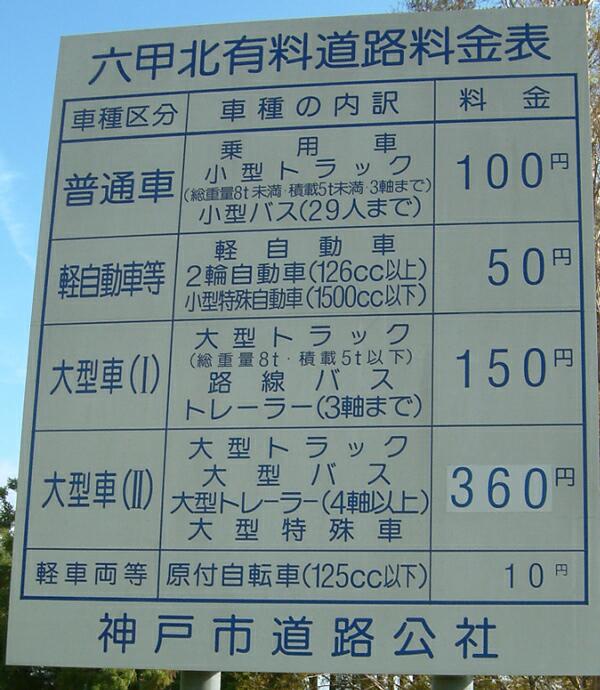 六甲北有料道路料金表
車種区分 車種の内訳 料金
普通車
乗用車
小型トラック
(総重量8t未満・積載5t未満・3軸まで)
小型バス(29人まで)
100円
軽自動車等
軽自動車
2輪自動車(126cc以上)
小型特殊自動車(1500cc以下)
50円
大型車(I)
大型トラック
(総重量8t・積載5t以下)
路線バス
トレーラー(3軸まで)
150円
大型車(II)
大型トラック
大型バス
大型トレーラー(4軸以上)
大型特殊車
360円
軽車両等 原付自転車(125cc以下) 10円
神戸市道路公社